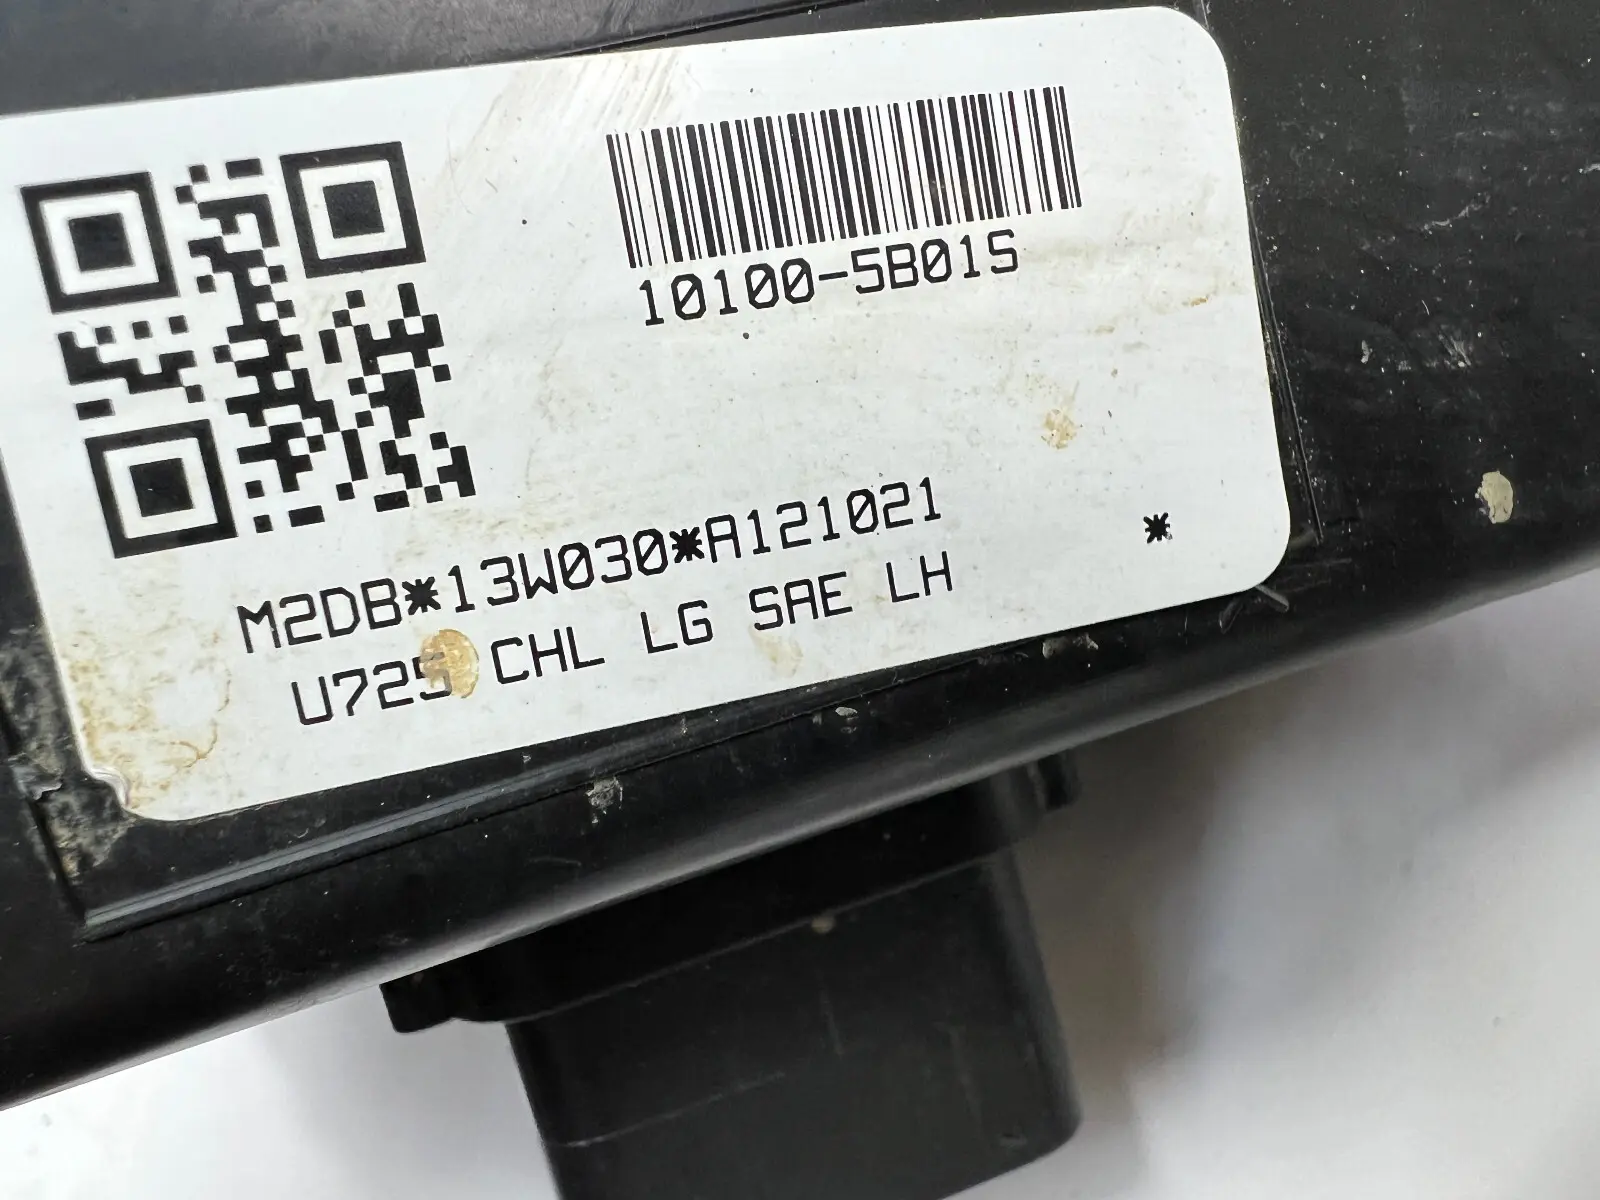 10100-5B01S
M2DB*13W030*A121021
*
U725 CHL LG SAE LH